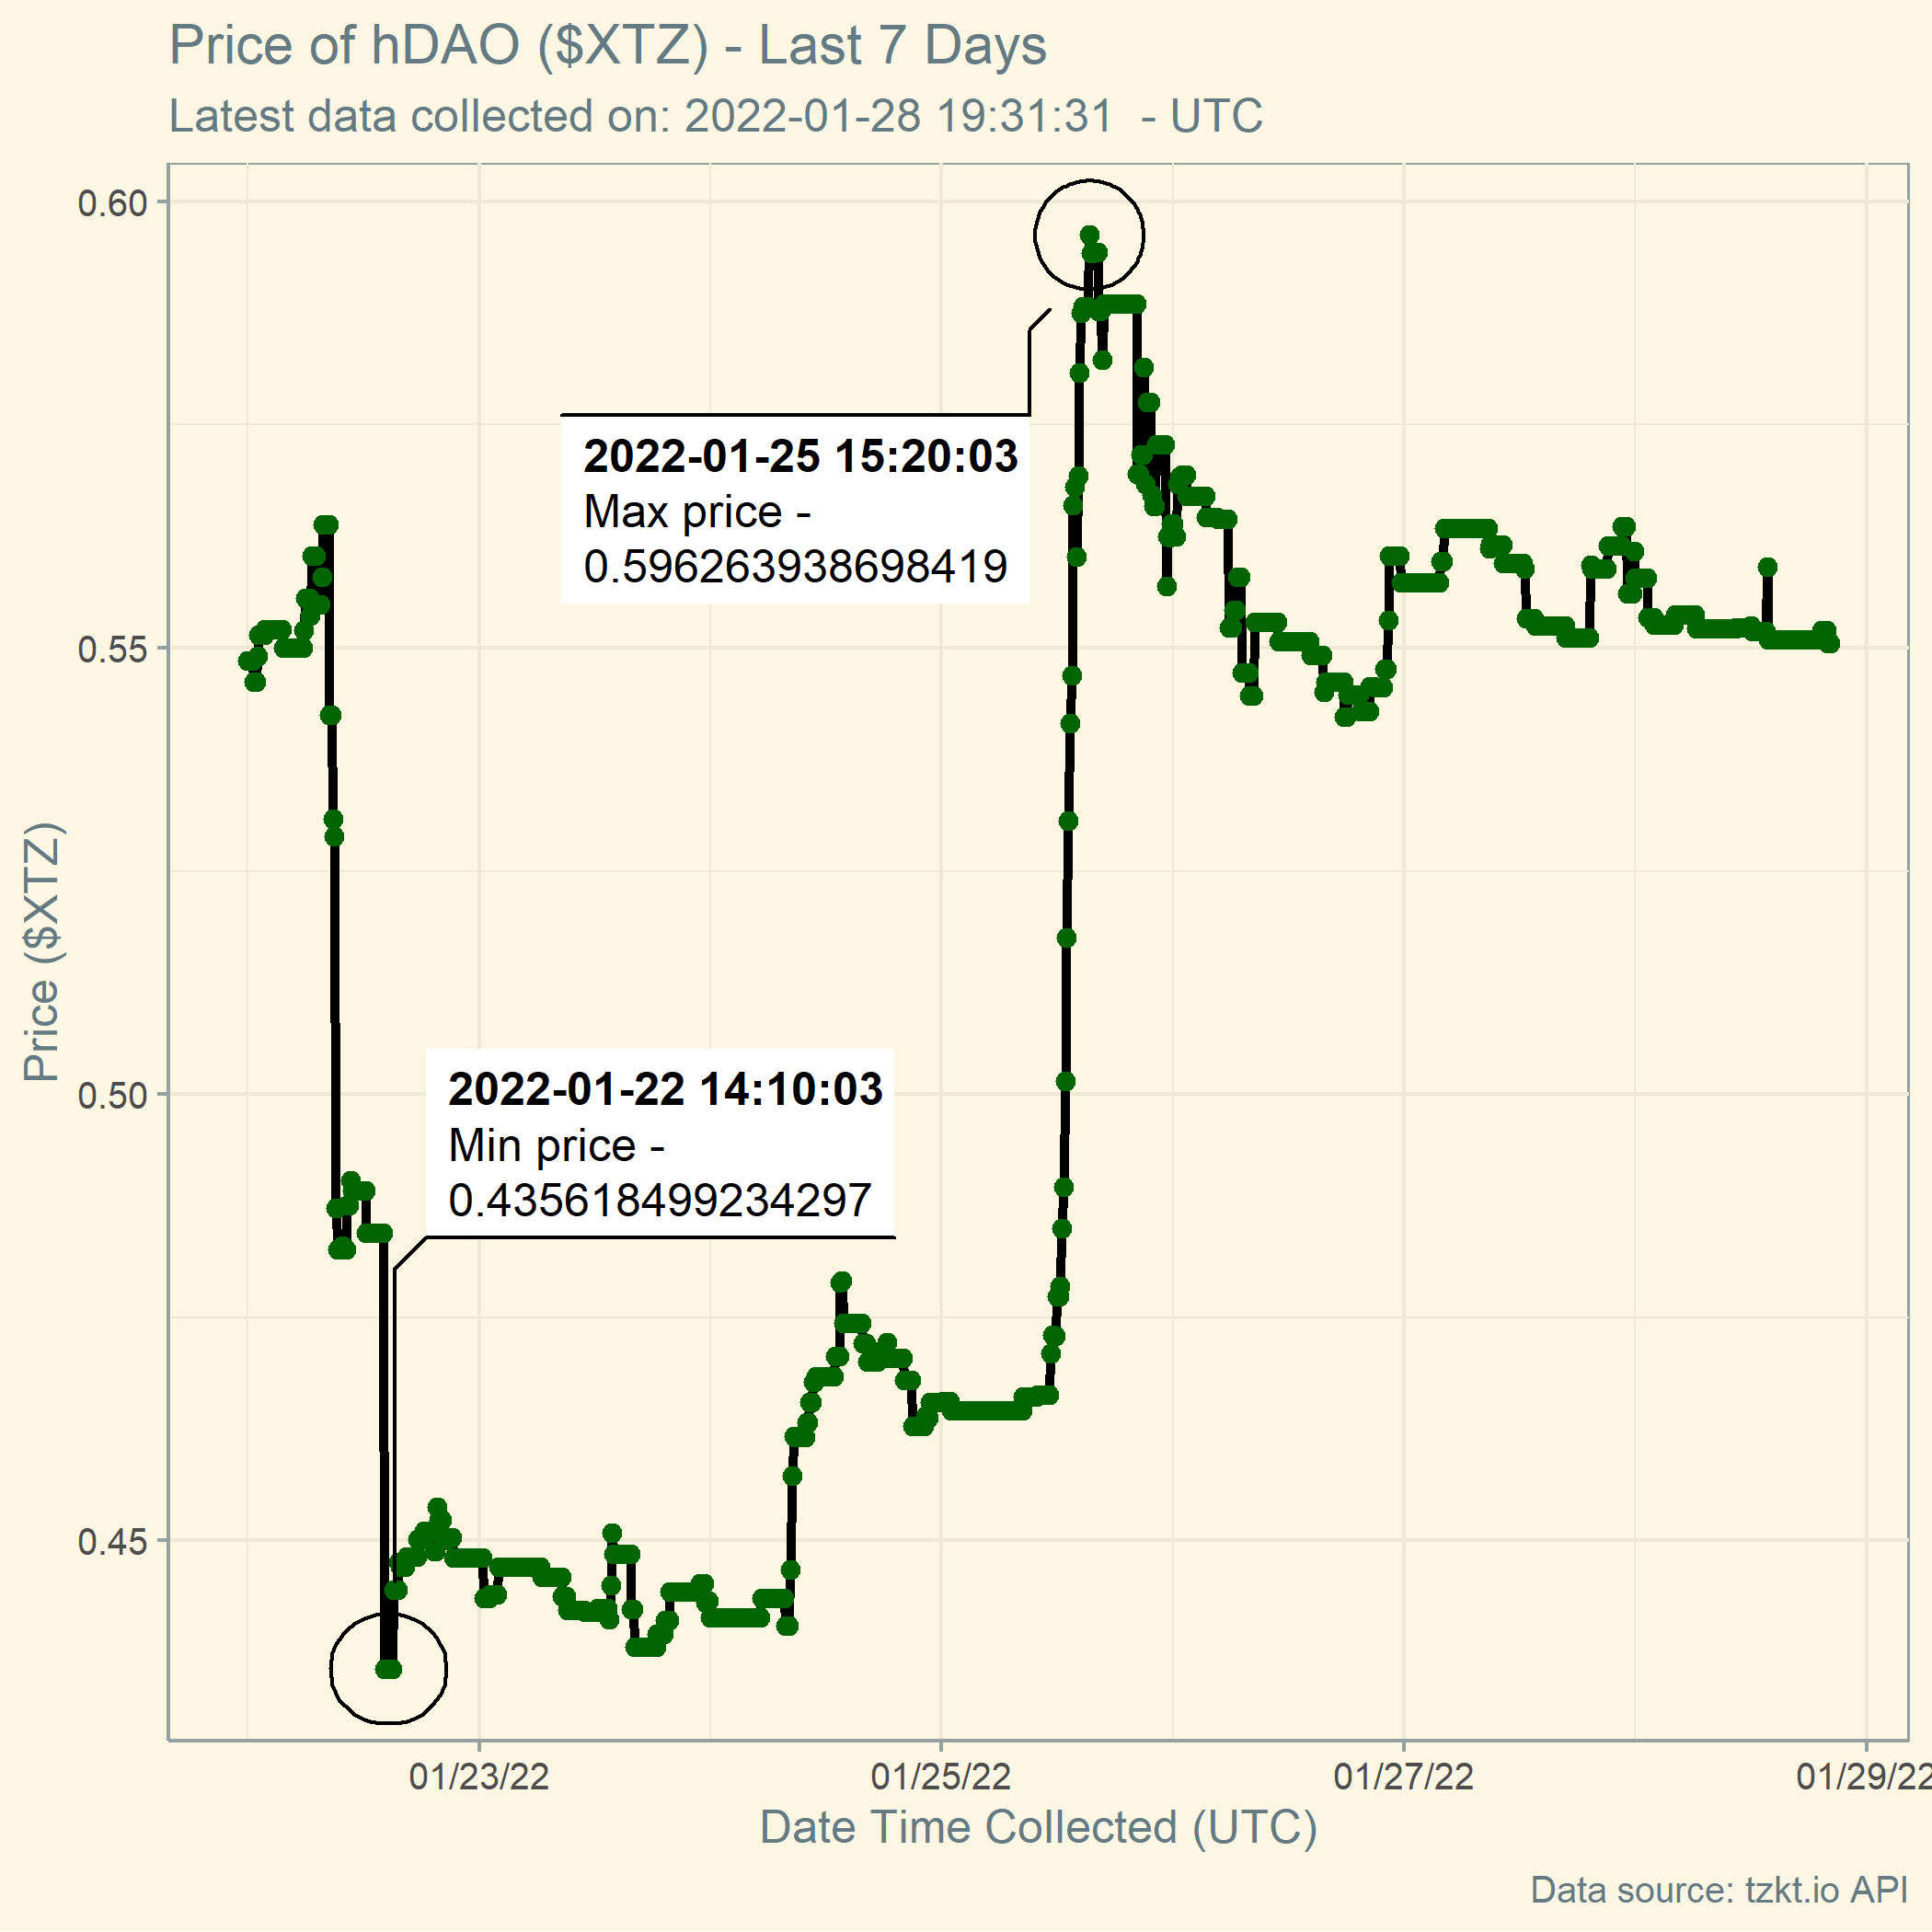 Price of hDAO ($XTZ) - Last 7 Days
Latest data collected on: 2022-01-28 19:31:31  - UTC
0.60
0.55
0.50
0.45
Price ($XTZ)
2022-01-25 15:20:03
Max price -
0.596263938698419
2022-01-22 14:10:03
Min price -
0.435618499234297
01/23/22
01/25/22
01/27/22
01/29/22
Date Time Collected (UTC)
Data source: tzkt.io API